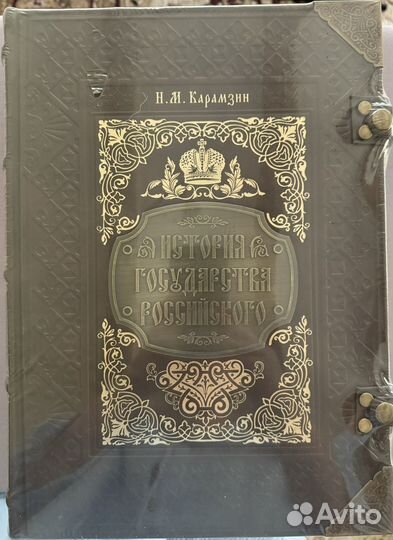 Н.М. Карамзин
История
Государства
Российского
Avito